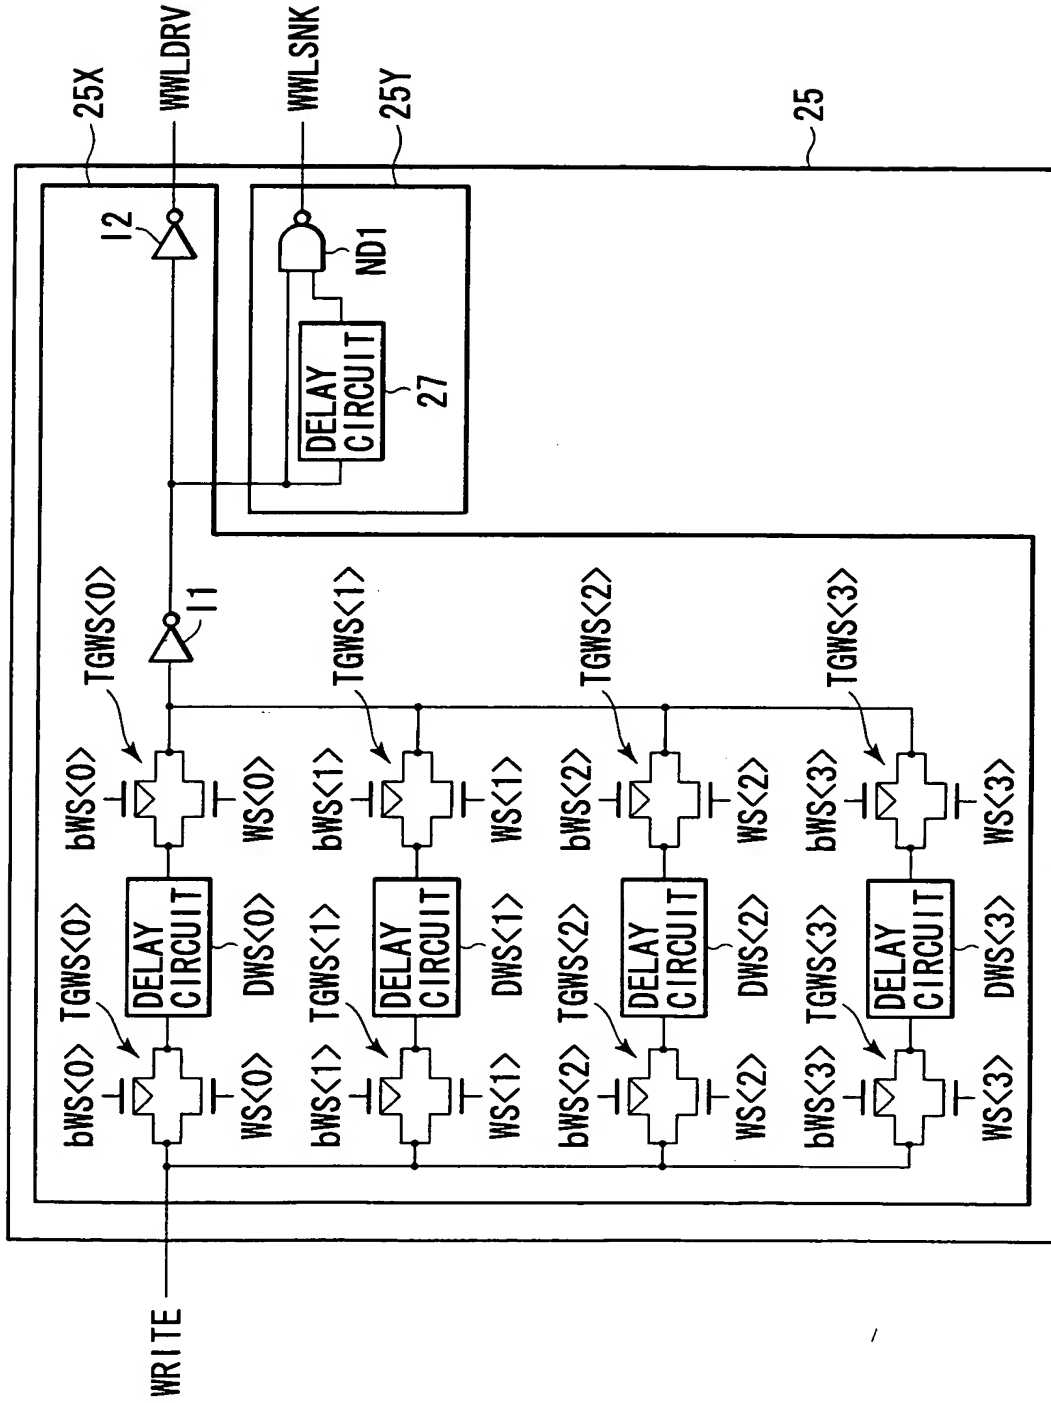 WRITE
25X
WWLDRV
I2
WWLSNK
25Y
ND1
DELAY
CIRCUIT
27
25
I1
bWS<0>
TGWS<0>
WS<0>
DELAY
CIRCUIT
DWS<0>
bWS<0>
TGWS<0>
WS<0>
bWS<1>
TGWS<1>
WS<1>
DELAY
CIRCUIT
DWS<1>
bWS<1>
TGWS<1>
WS<1>
bWS<2>
TGWS<2>
WS<2>
DELAY
CIRCUIT
DWS<2>
bWS<2>
TGWS<2>
WS<2>
bWS<3>
TGWS<3>
WS<3>
DELAY
CIRCUIT
DWS<3>
bWS<3>
TGWS<3>
WS<3>